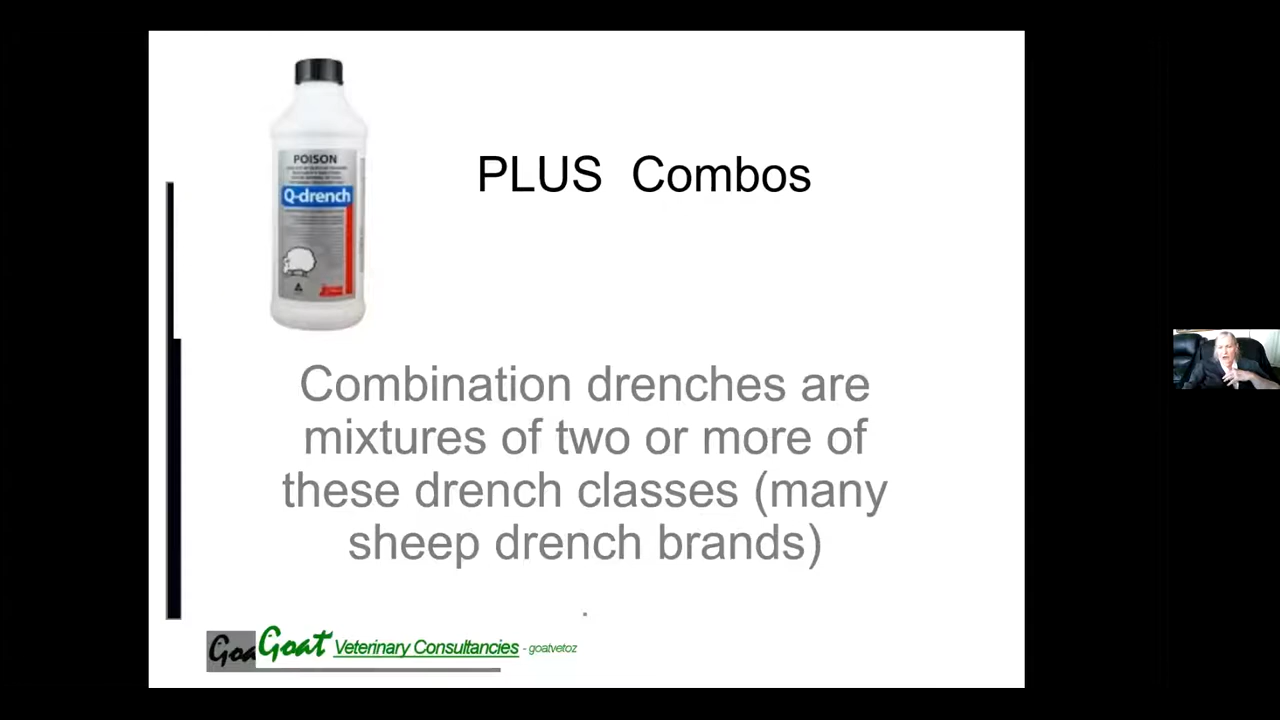 POISON
Q-drench
PLUS Combos
Combination drenches are
mixtures of two or more of
these drench classes (many
sheep drench brands)
.
Goa Goat Veterinary Consultancies - goatvetoz